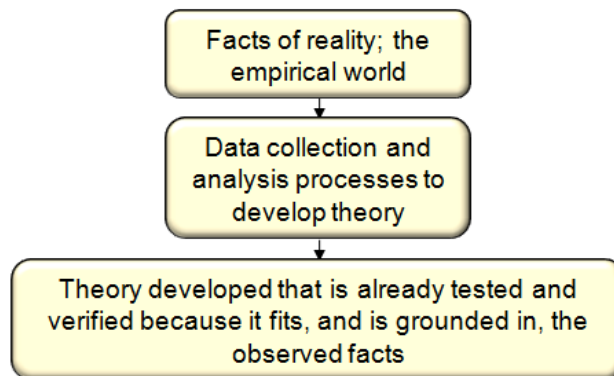 Facts of reality; the
empirical world
Data collection and
analysis processes to
develop theory
Theory developed that is already tested and
verified because it fits, and is grounded in, the
observed facts